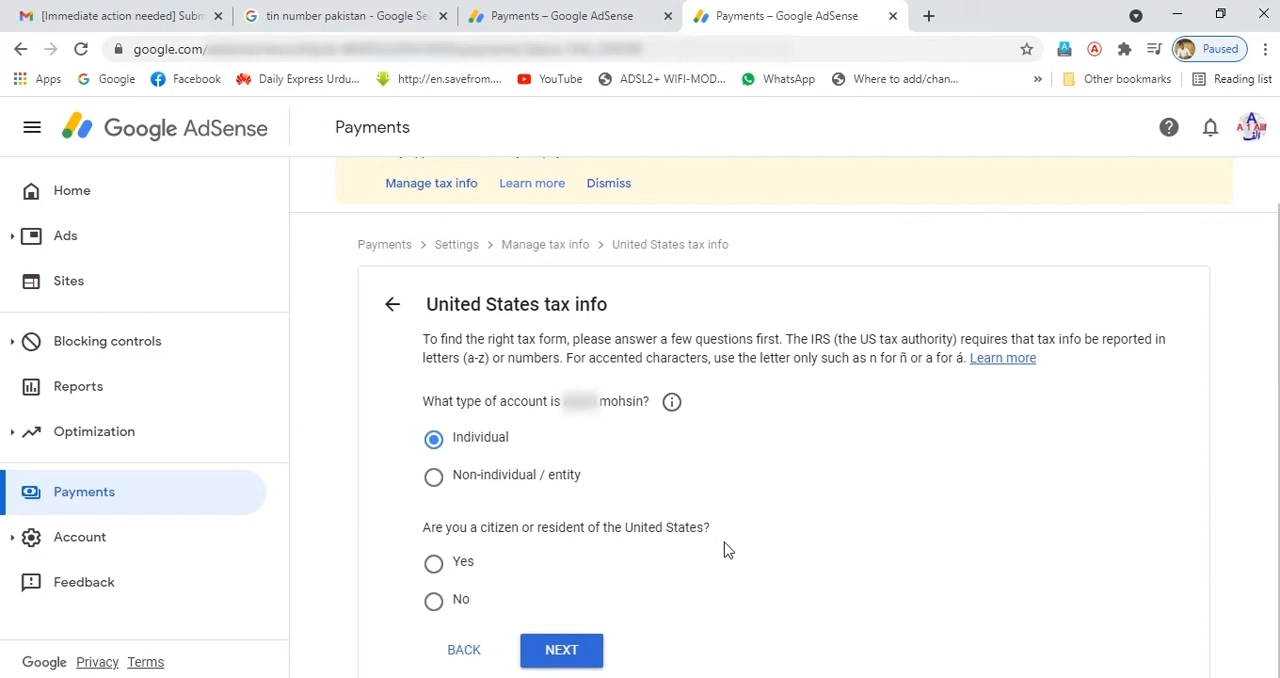 [Immediate action needed] Subm
tin number pakistan - Google Se
Payments – Google AdSense
Payments – Google AdSense
google.com/
Paused
Apps
Google
Facebook
Daily Express Urdu...
http://en.savefrom....
YouTube
ADSL2+ WIFI-MOD...
WhatsApp
Where to add/chan...
»
Other bookmarks
Reading list
Google AdSense
Payments
Home
Ads
Sites
Blocking controls
Reports
Optimization
Payments
Account
Feedback
Google Privacy Terms
Manage tax info Learn more Dismiss
Payments > Settings > Manage tax info > United States tax info
United States tax info
To find the right tax form, please answer a few questions first. The IRS (the US tax authority) requires that tax info be reported in
letters (a-z) or numbers. For accented characters, use the letter only such as n for ñ or a for á. Learn more
What type of account is mohsin?
Individual
Non-individual / entity
Are you a citizen or resident of the United States?
Yes
No
BACK NEXT